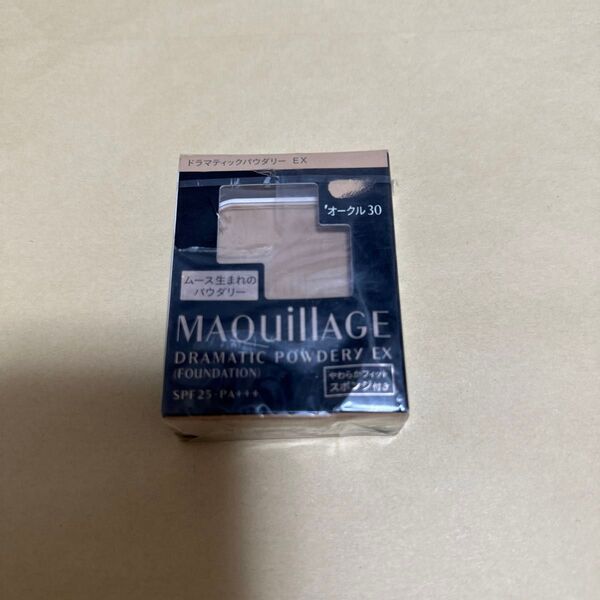 ドラマティックパウダリー EX
オークル30
ムース生まれの
パウダリー
MAQuillAGE
DRAMATIC POWDERY EX
(FOUNDATION)
SPF25・PA+++
やわらかフィット
スポンジ付き